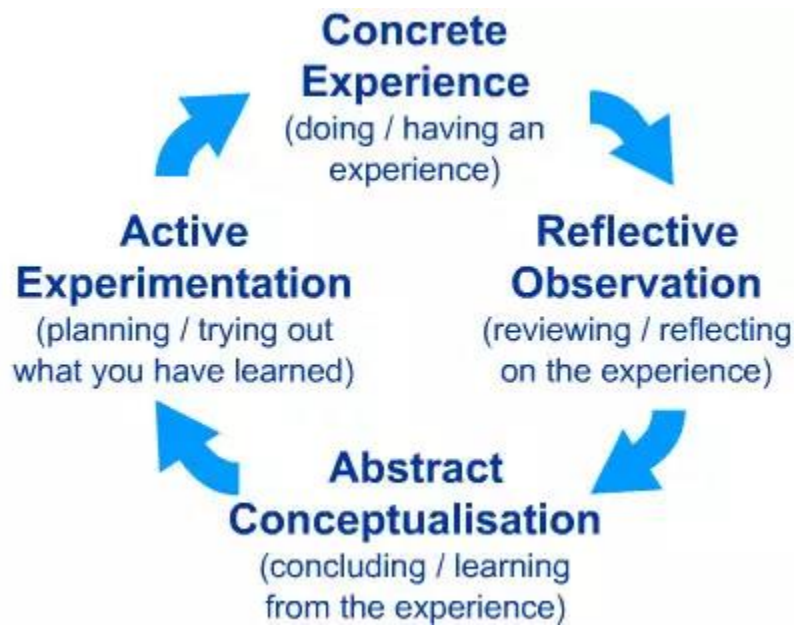 Concrete
Experience
(doing / having an
experience)
Active
Experimentation
(planning / trying out
what you have learned)
Reflective
Observation
(reviewing / reflecting
on the experience)
Abstract
Conceptualisation
(concluding / learning
from the experience)